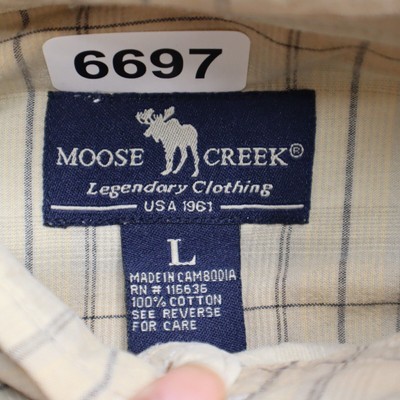 6697
MOOSE CREEK®
Legendary Clothing
USA 1961
L
MADE IN CAMBODIA
RN # 116636
100% COTTON
SEE REVERSE
FOR CARE